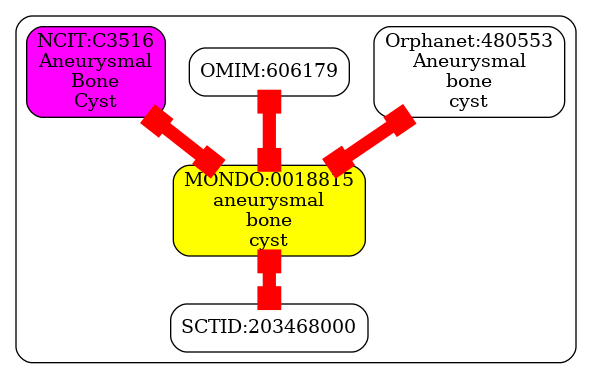 NCIT:C3516
Aneurysmal
Bone
Cyst
OMIM:606179
Orphanet:480553
Aneurysmal
bone
cyst
MONDO:0018815
aneurysmal
bone
cyst
SCTID:203468000